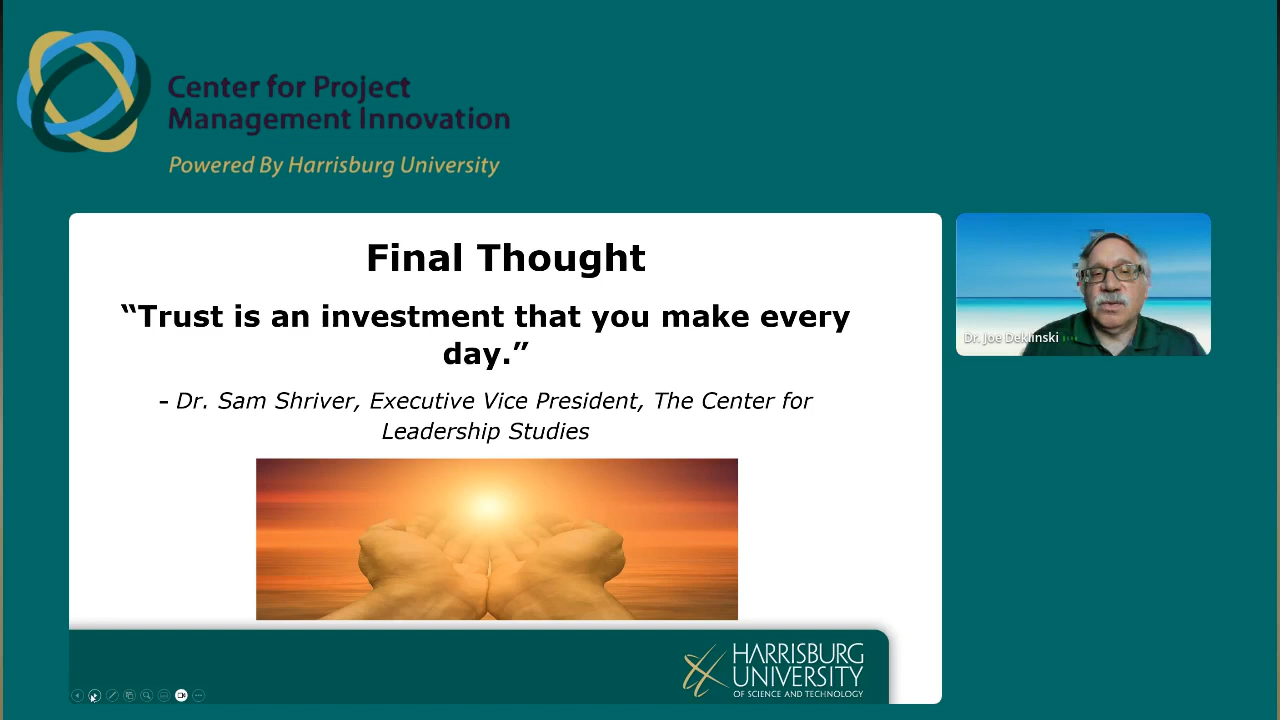 Center for Project
Management Innovation
Powered By Harrisburg University
Final Thought
“Trust is an investment that you make every
day.”
– Dr. Sam Shriver, Executive Vice President, The Center for
Leadership Studies
Dr. Joe Deklinski
HARRISBURG
UNIVERSITY
OF SCIENCE AND TECHNOLOGY